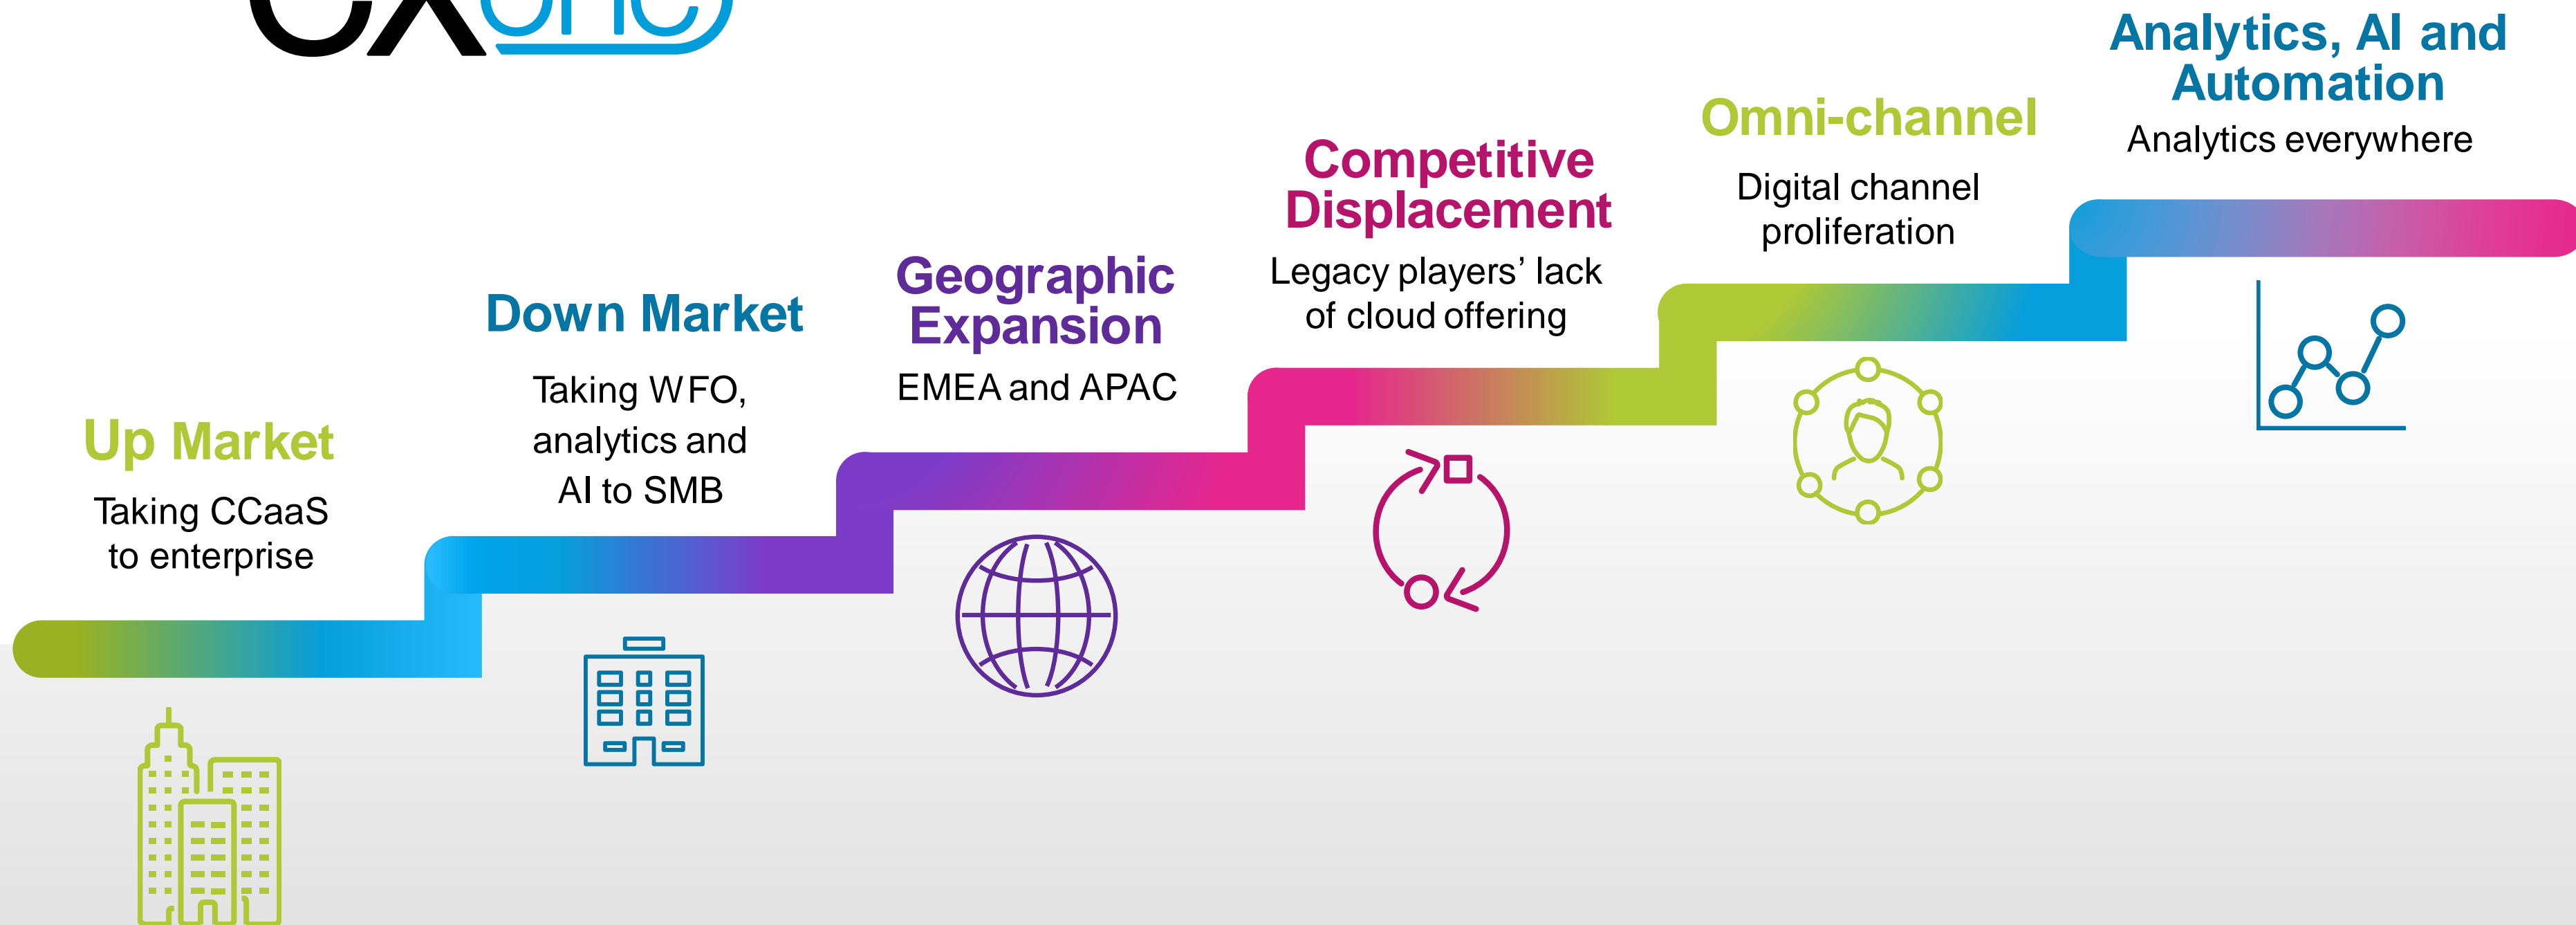 CXone
Up Market
Taking CCaaS
to enterprise
Down Market
Taking WFO,
analytics and
AI to SMB
Geographic
Expansion
EMEA and APAC
Competitive
Displacement
Legacy players’ lack
of cloud offering
Omni-channel
Digital channel
proliferation
Analytics, AI and
Automation
Analytics everywhere